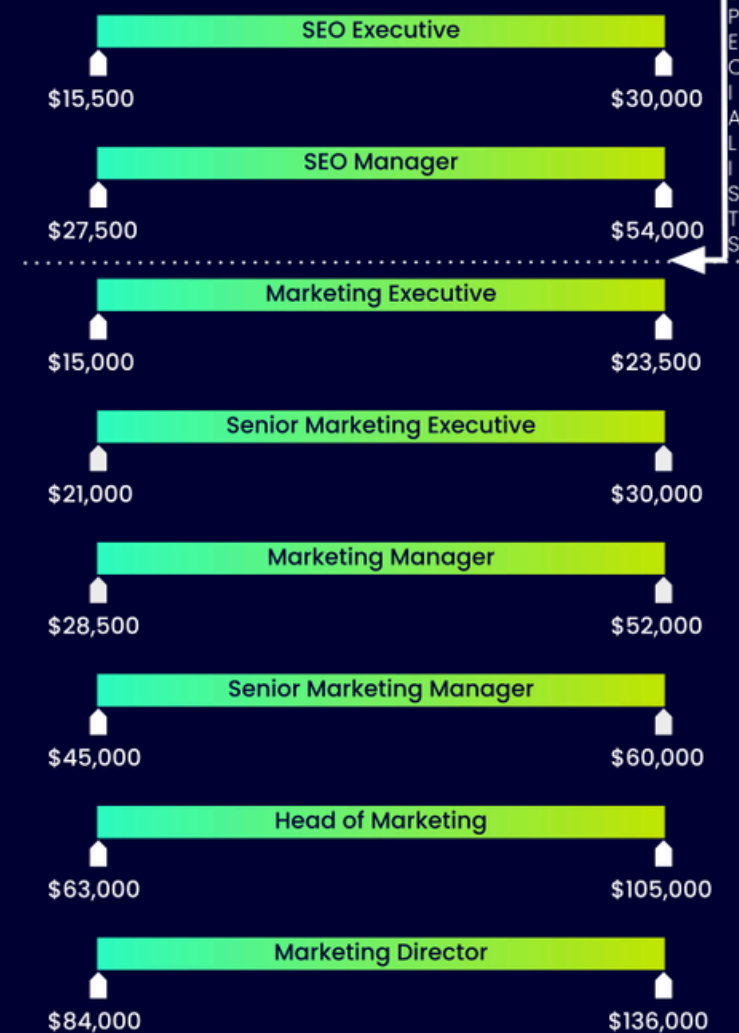 SEO Executive
$15,500 $30,000
SEO Manager
$27,500 $54,000
Marketing Executive
$15,000 $23,500
Senior Marketing Executive
$21,000 $30,000
Marketing Manager
$28,500 $52,000
Senior Marketing Manager
$45,000 $60,000
Head of Marketing
$63,000 $105,000
Marketing Director
$84,000 $136,000
PECIALISTS